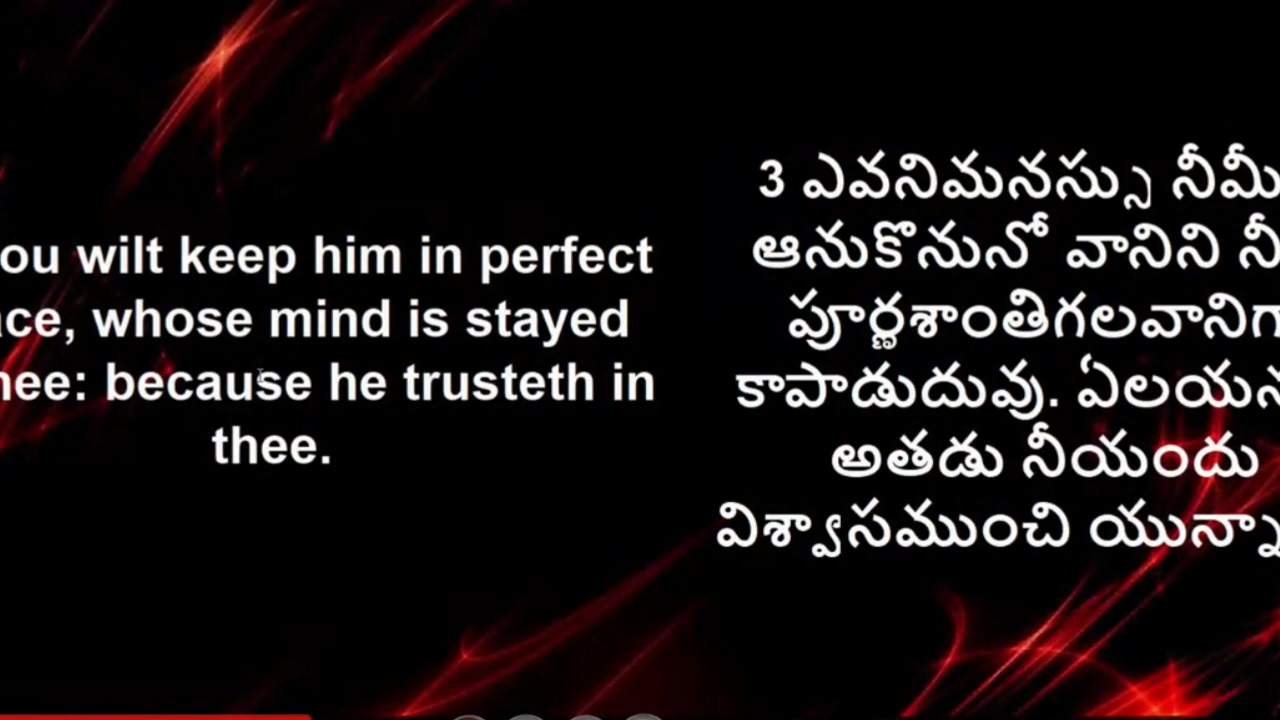 ou wilt keep him in perfect
ce, whose mind is stayed
hee: because he trusteth in
thee.
3 ఎవనిమనస్సు నీమీ
ఆనుకొనునో వానిని నీ
పూర్ణశాంతిగలవానిగా
కాపాడుదువు. ఏలయన
అతడు నీయందు
విశ్వాసముంచి యున్నా